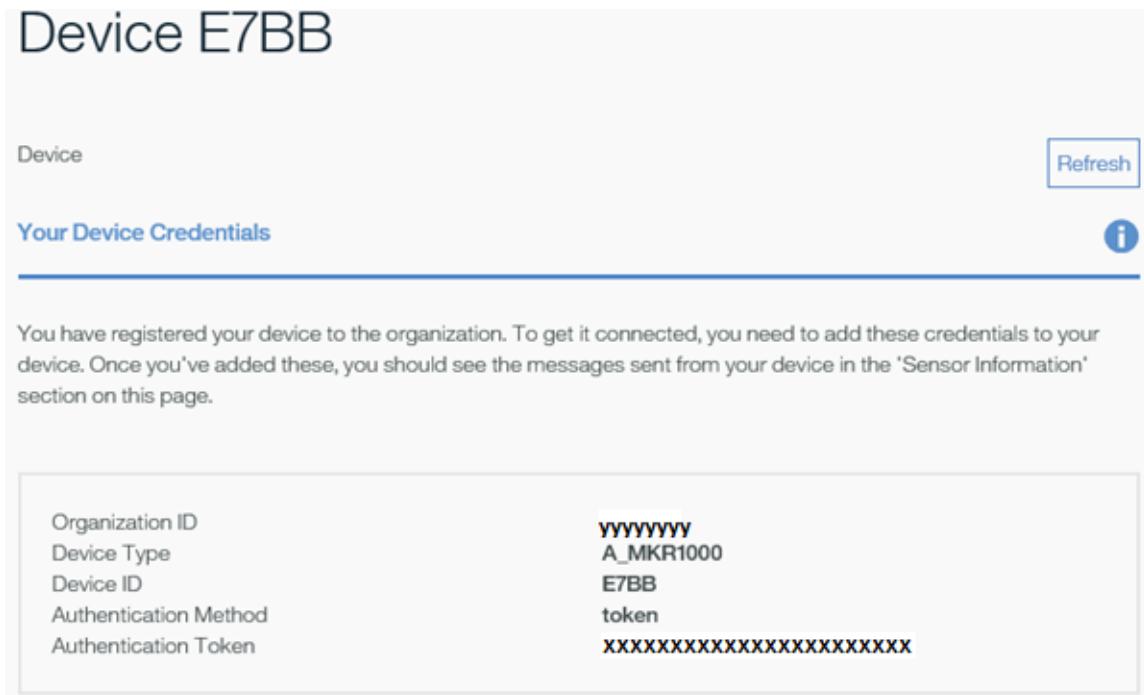 Device E7BB
Device
Refresh
Your Device Credentials
i
You have registered your device to the organization. To get it connected, you need to add these credentials to your
device. Once you've added these, you should see the messages sent from your device in the 'Sensor Information'
section on this page.
Organization ID yyyyyyyy
Device Type A_MKR1000
Device ID E7BB
Authentication Method token
Authentication Token xxxxxxxxxxxxxxxxxxxxxxx